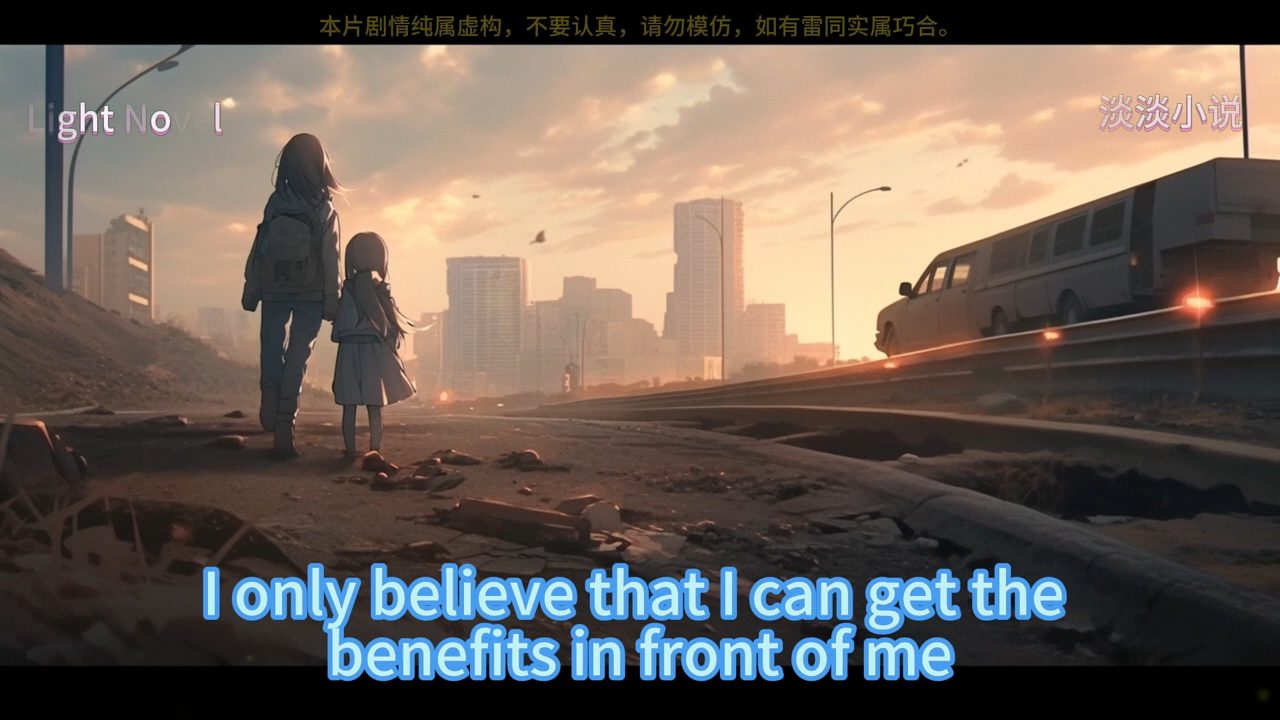 本片剧情纯属虚构，不要认真，请勿模仿，如有雷同实属巧合。
Light Novel
淡淡小说
I only believe that I can get the
benefits in front of me